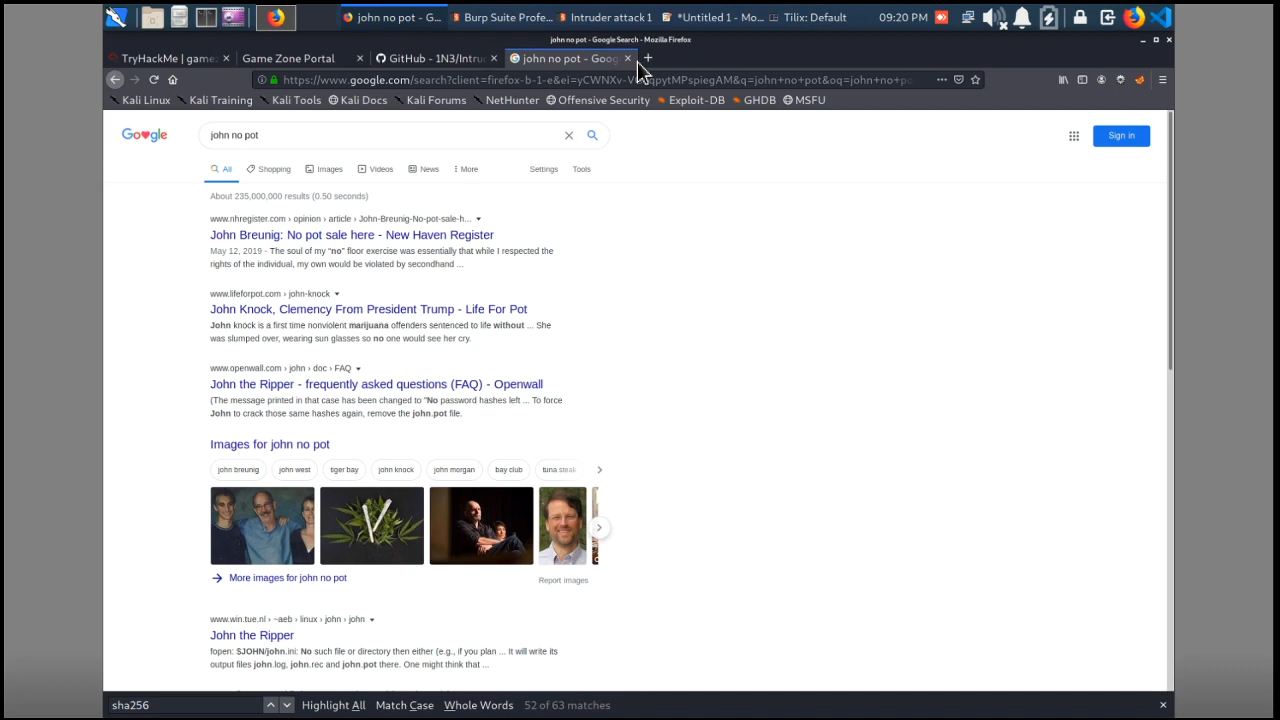 john no pot - G...
Burp Suite Profe...
Intruder attack 1
*Untitled 1 - Mo...
Tilix: Default
09:20 PM
john no pot - Google Search - Mozilla Firefox
TryHackMe | game
Game Zone Portal
GitHub - 1N3/Intru
john no pot - Goog
https://www.google.com/search?client=firefox-b-1-e&ei=yCWNXv-V
pytMPspiegAM&q=john+no+pot&oq=john+no+po
Kali Linux
Kali Training
Kali Tools
Kali Docs
Kali Forums
NetHunter
Offensive Security
Exploit-DB
GHDB
MSFU
Google
john no pot
Sign in
All
Shopping
Images
Videos
News
More
Settings
Tools
About 235,000,000 results (0.50 seconds)
www.nhregister.com › opinion › article › John-Breunig-No-pot-sale-h...
John Breunig: No pot sale here - New Haven Register
May 12, 2019 - The soul of my "no" floor exercise was essentially that while I respected the
rights of the individual, my own would be violated by secondhand ...
www.lifeforpot.com › john-knock
John Knock, Clemency From President Trump - Life For Pot
John knock is a first time nonviolent marijuana offenders sentenced to life without ... She
was slumped over, wearing sun glasses so no one would see her cry.
www.openwall.com › john › doc › FAQ
John the Ripper - frequently asked questions (FAQ) - Openwall
(The message printed in that case has been changed to "No password hashes left ... To force
John to crack those same hashes again, remove the john.pot file.
Images for john no pot
john breunig
john west
tiger bay
john knock
john morgan
bay club
tuna steak
More images for john no pot
Report images
www.win.tue.nl › ~aeb › linux › john › john
John the Ripper
fopen: $JOHN/john.ini: No such file or directory then either (e.g., if you plan ... It will write its
output files john.log, john.rec and john.pot there. One might think that ...
sha256
Highlight All
Match Case
Whole Words
52 of 63 matches